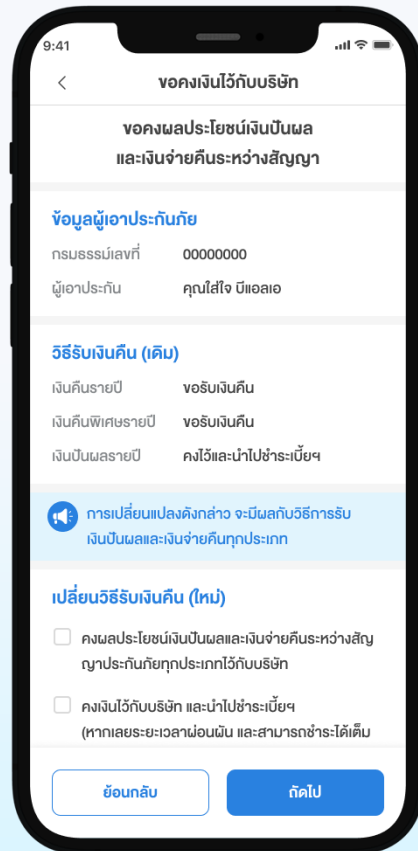 9:41
ขอคงเงินไว้กับบริษัท
ขอคงผลประโยชน์เงินปันผล
และเงินจ่ายคืนระหว่างสัญญา
ข้อมูลผู้เอาประกันภัย
กรมธรรม์เลขที่ 00000000
ผู้เอาประกัน คุณใส่ใจ บีแอลเอ
วิธีรับเงินคืน (เดิม)
เงินคืนรายปี ขอรับเงินคืน
เงินคืนพิเศษรายปี ขอรับเงินคืน
เงินปันผลรายปี คงไว้และนำไปชำระเบี้ยฯ
การเปลี่ยนแปลงดังกล่าว จะมีผลกับวิธีการรับ
เงินปันผลและเงินจ่ายคืนทุกประเภท
เปลี่ยนวิธีรับเงินคืน (ใหม่)
คงผลประโยชน์เงินปันผลและเงินจ่ายคืนระหว่างสัญ
ญาประกันภัยทุกประเภทไว้กับบริษัท
คงเงินไว้กับบริษัท และนำไปชำระเบี้ยฯ
(หากเลยระยะเวลาผ่อนผัน และสามารถชำระได้เต็ม
ย้อนกลับ ถัดไป